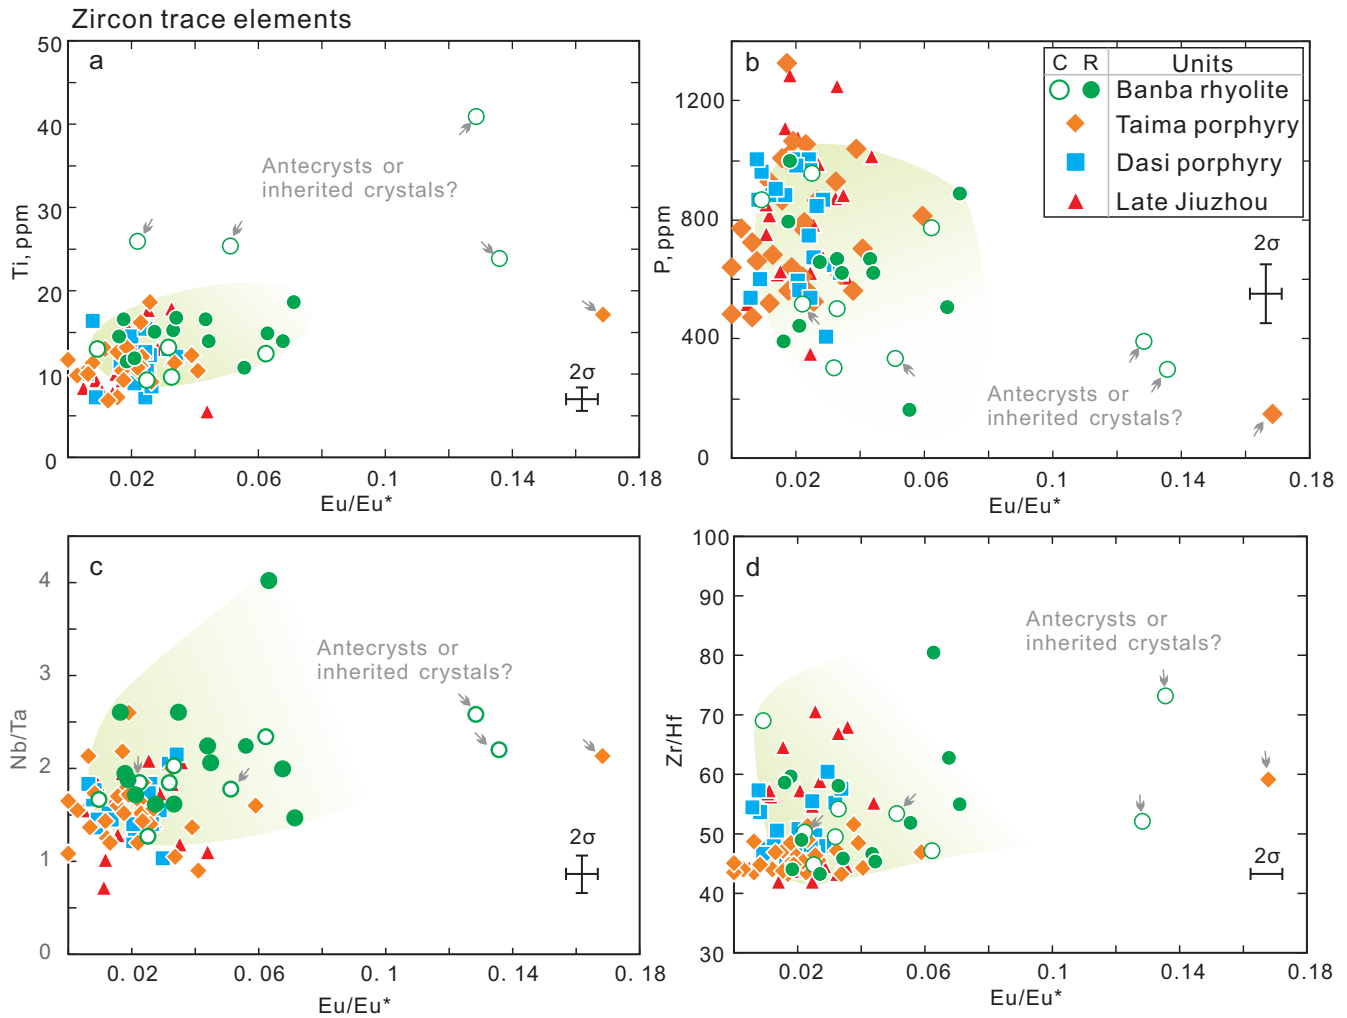 Zircon trace elements
a
50
40
30
20
10
0
Ti, ppm
Antecrysts or
inherited crystals?
2σ
0.02
0.06
0.1
0.14
0.18
Eu/Eu*
b
1200
800
400
0
P, ppm
C R Units
Banba rhyolite
Taima porphyry
Dasi porphyry
Late Jiuzhou
2σ
Antecrysts or
inherited crystals?
0.02
0.06
0.1
0.14
0.18
Eu/Eu*
c
4
3
2
1
0
Nb/Ta
Antecrysts or
inherited crystals?
2σ
0.02
0.06
0.1
0.14
0.18
Eu/Eu*
d
100
90
80
70
60
50
40
30
Zr/Hf
Antecrysts or
inherited crystals?
2σ
0.02
0.06
0.1
0.14
0.18
Eu/Eu*